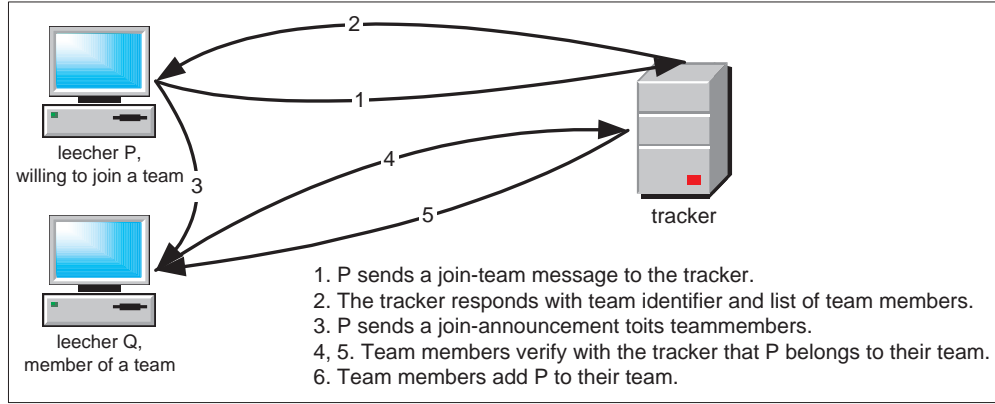 2
1
leecher P,
willing to join a team
3
4
5
tracker
leecher Q,
member of a team
1. P sends a join-team message to the tracker.
2. The tracker responds with team identifier and list of team members.
3. P sends a join-announcement toits teammembers.
4, 5. Team members verify with the tracker that P belongs to their team.
6. Team members add P to their team.